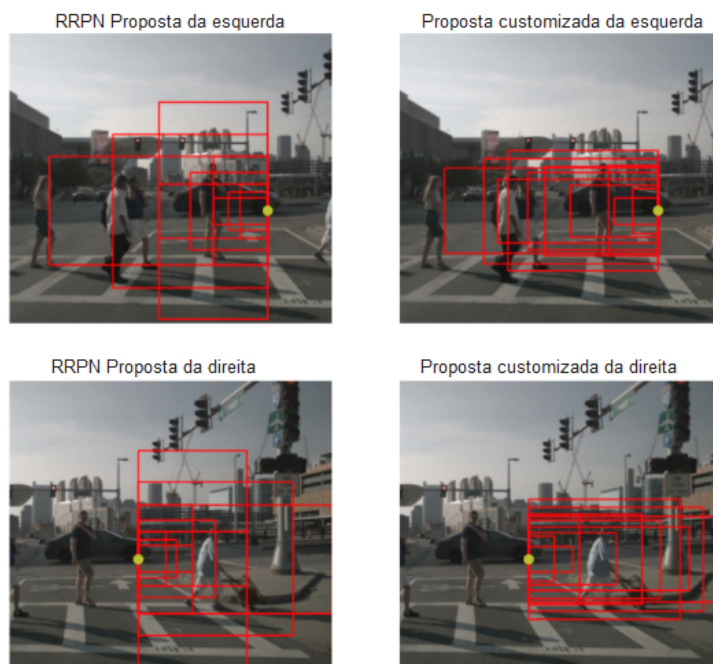 RRPN Proposta da esquerda
Proposta customizada da esquerda
RRPN Proposta da direita
Proposta customizada da direita